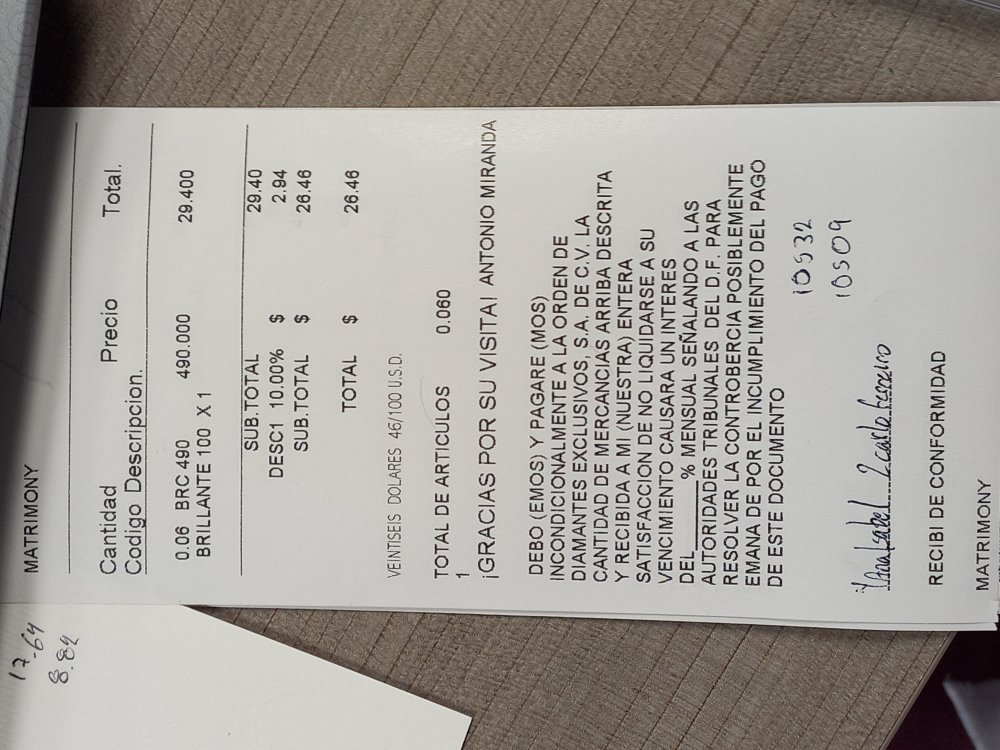 MATRIMONY
Cantidad Precio Total.
Codigo Descripcion.
0.06 BRC 490 490.000 29.400
BRILLANTE 100 X 1
SUB.TOTAL 29.40
DESC1 10.00% $ 2.94
SUB.TOTAL $ 26.46
TOTAL $ 26.46
VEINTISEIS DOLARES 46/100 U.S.D.
TOTAL DE ARTICULOS 0.060
1
¡GRACIAS POR SU VISITA! ANTONIO MIRANDA
DEBO (EMOS) Y PAGARE (MOS)
INCONDICIONALMENTE A LA ORDEN DE
DIAMANTES EXCLUSIVOS, S.A. DE C.V. LA
CANTIDAD DE MERCANCIAS ARRIBA DESCRITA
Y RECIBIDA A MI (NUESTRA) ENTERA
SATISFACCION DE NO LIQUIDARSE A SU
VENCIMIENTO CAUSARA UN INTERES
DEL______% MENSUAL SEÑALANDO A LAS
AUTORIDADES TRIBUNALES DEL D.F. PARA
RESOLVER LA CONTROBERCIA POSIBLEMENTE
EMANA DE POR EL INCUMPLIMIENTO DEL PAGO
DE ESTE DOCUMENTO
10532
10509
RECIBI DE CONFORMIDAD
MATRIMONY
17-64
8.82